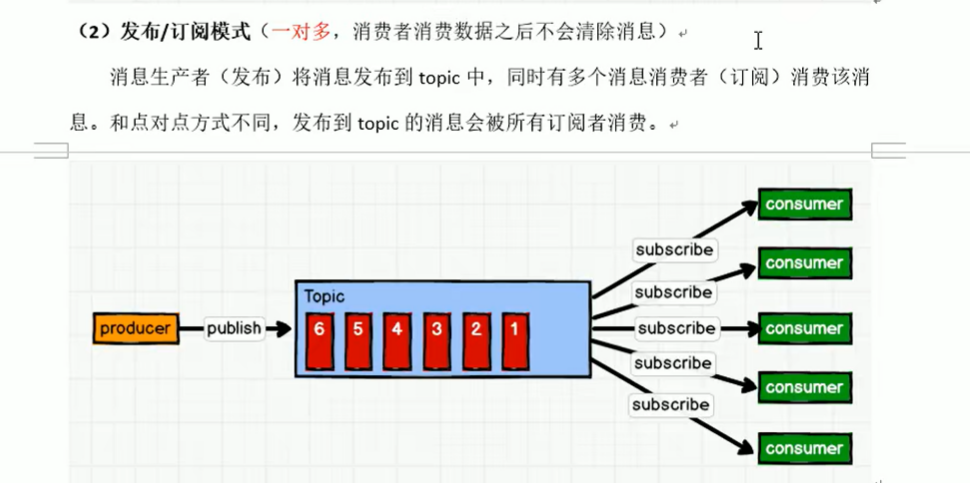 （2）发布/订阅模式（一对多，消费者消费数据之后不会清除消息）
消息生产者（发布）将消息发布到 topic 中，同时有多个消息消费者（订阅）消费该消
息。和点对点方式不同，发布到 topic 的消息会被所有订阅者消费。
consumer
subscribe
consumer
Topic
subscribe
producer
publish
6 5 4 3 2 1
subscribe
consumer
subscribe
consumer
subscribe
consumer